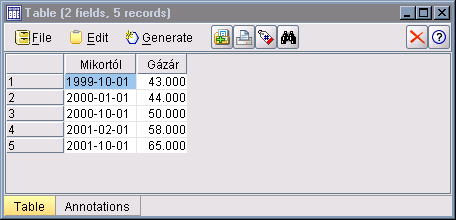 Table (2 fields, 5 records)
File Edit Generate
Mikortól Gázár
1 1999-10-01 43.000
2 2000-01-01 44.000
3 2000-10-01 50.000
4 2001-02-01 58.000
5 2001-10-01 65.000
Table Annotations